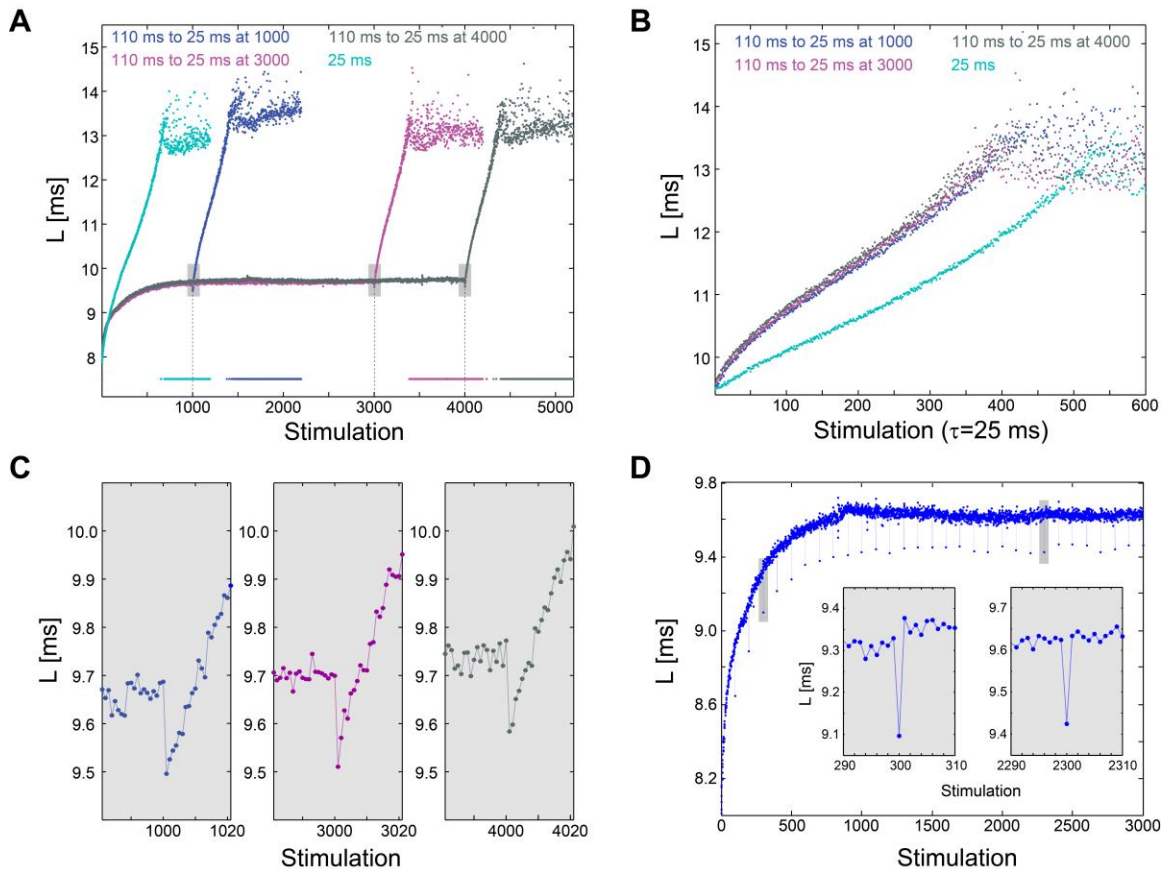 A
15
14
13
12
11
10
9
8
L [ms]
110 ms to 25 ms at 1000
110 ms to 25 ms at 4000
110 ms to 25 ms at 3000
25 ms
1000 2000 3000 4000 5000
Stimulation
B
15
14
13
12
11
10
L [ms]
110 ms to 25 ms at 1000
110 ms to 25 ms at 4000
110 ms to 25 ms at 3000
25 ms
100 200 300 400 500 600
Stimulation (τ=25 ms)
C
10.0
9.9
9.8
9.7
9.6
9.5
L [ms]
1000 1020
10.0
9.9
9.8
9.7
9.6
9.5
3000 3020
10.0
9.9
9.8
9.7
9.6
9.5
4000 4020
Stimulation
D
9.8
9.4
9.0
8.6
8.2
L [ms]
9.4
9.3
9.2
9.1
L [ms]
290 300 310
9.7
9.6
9.5
9.4
2290 2300 2310
Stimulation
0 500 1000 1500 2000 2500 3000
Stimulation